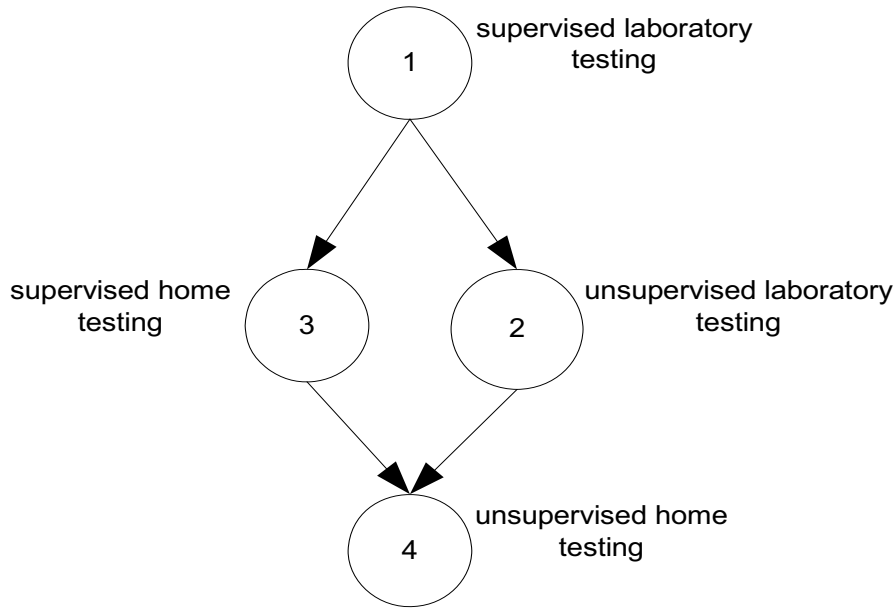 supervised laboratory
testing
1
supervised home
testing
3
2
unsupervised laboratory
testing
4
unsupervised home
testing